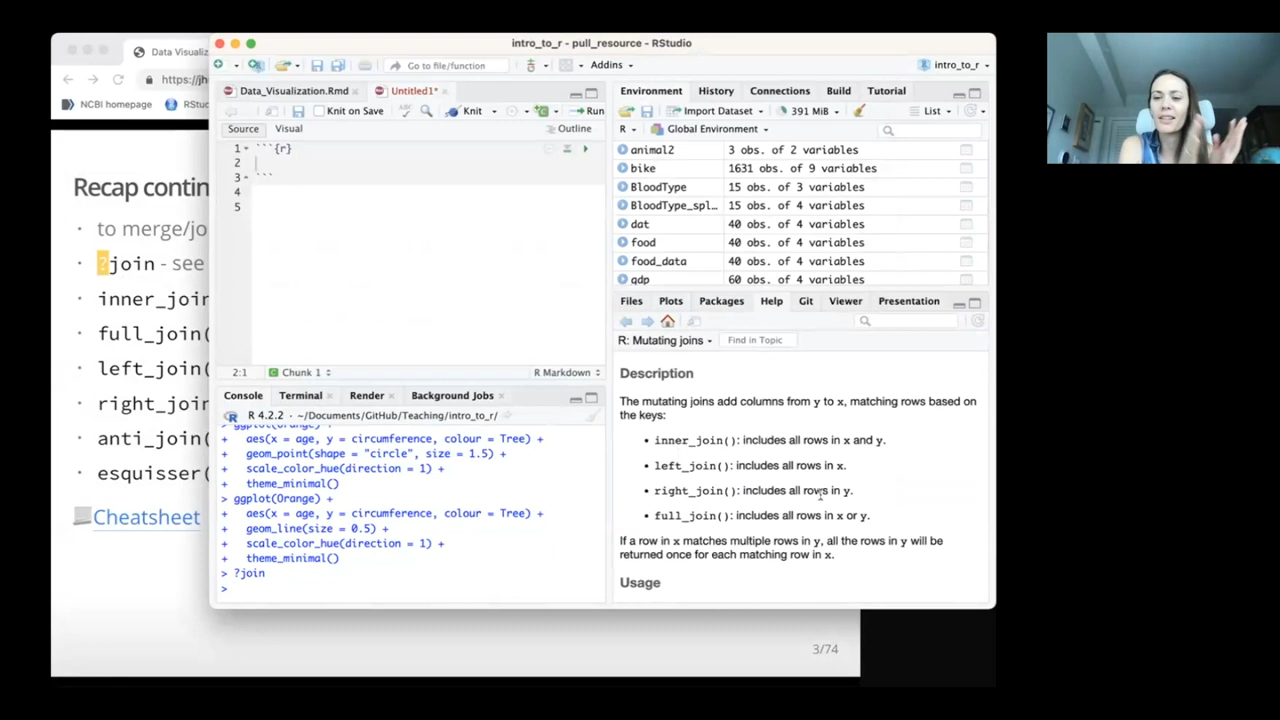 Data Visualiz
https://jh
NCBI homepage
RStuc
Recap contin
to merge/jo
?join - see
inner_join
full_join(
left_join(
right_join
anti_join(
esquisser(
Cheatsheet
3/74
intro_to_r - pull_resource - RStudio
Go to file/function
Addins
intro_to_r
Data_Visualization.Rmd
Untitled1*
Knit on Save
Knit
Run
Source
Visual
Outline
1 ```{r}
2
3 ```
4
5
2:1
Chunk 1
R Markdown
Console
Terminal
Render
Background Jobs
R 4.2.2 · ~/Documents/GitHub/Teaching/intro_to_r/
> ggplot(Orange) +
+ aes(x = age, y = circumference, colour = Tree) +
+ geom_point(shape = "circle", size = 1.5) +
+ scale_color_hue(direction = 1) +
+ theme_minimal()
> ggplot(Orange) +
+ aes(x = age, y = circumference, colour = Tree) +
+ geom_line(size = 0.5) +
+ scale_color_hue(direction = 1) +
+ theme_minimal()
> ?join
>
Environment
History
Connections
Build
Tutorial
Import Dataset
391 MiB
List
R
Global Environment
animal2 3 obs. of 2 variables
bike 1631 obs. of 9 variables
BloodType 15 obs. of 3 variables
BloodType_spl… 15 obs. of 4 variables
dat 40 obs. of 4 variables
food 40 obs. of 4 variables
food_data 40 obs. of 4 variables
gdp 60 obs. of 4 variables
Files
Plots
Packages
Help
Git
Viewer
Presentation
R: Mutating joins
Find in Topic
Description
The mutating joins add columns from y to x, matching rows based on
the keys:
• inner_join(): includes all rows in x and y.
• left_join(): includes all rows in x.
• right_join(): includes all rows in y.
• full_join(): includes all rows in x or y.
If a row in x matches multiple rows in y, all the rows in y will be
returned once for each matching row in x.
Usage